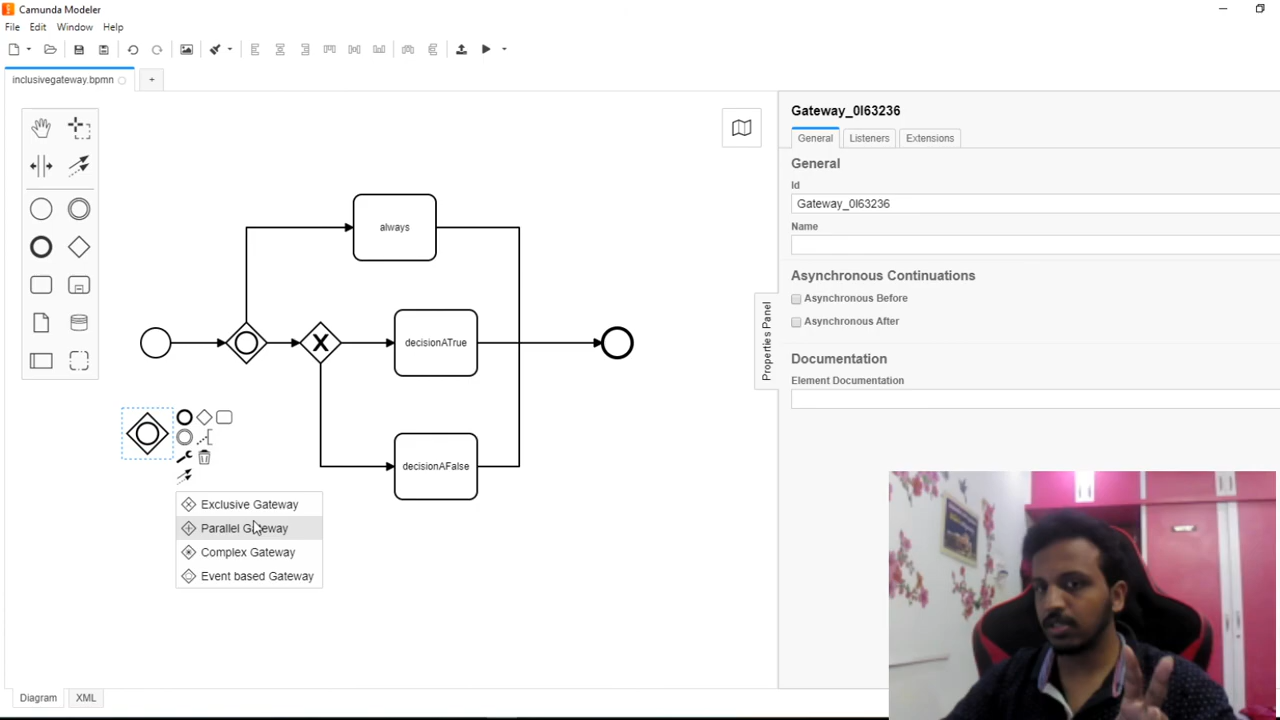 Camunda Modeler
File Edit Window Help
inclusivegateway.bpmn
+
Gateway_0l63236
General Listeners Extensions
General
Id
Gateway_0l63236
Name
Asynchronous Continuations
Asynchronous Before
Asynchronous After
Documentation
Element Documentation
Properties Panel
always
decisionATrue
decisionAFalse
Exclusive Gateway
Parallel Gateway
Complex Gateway
Event based Gateway
Diagram XML